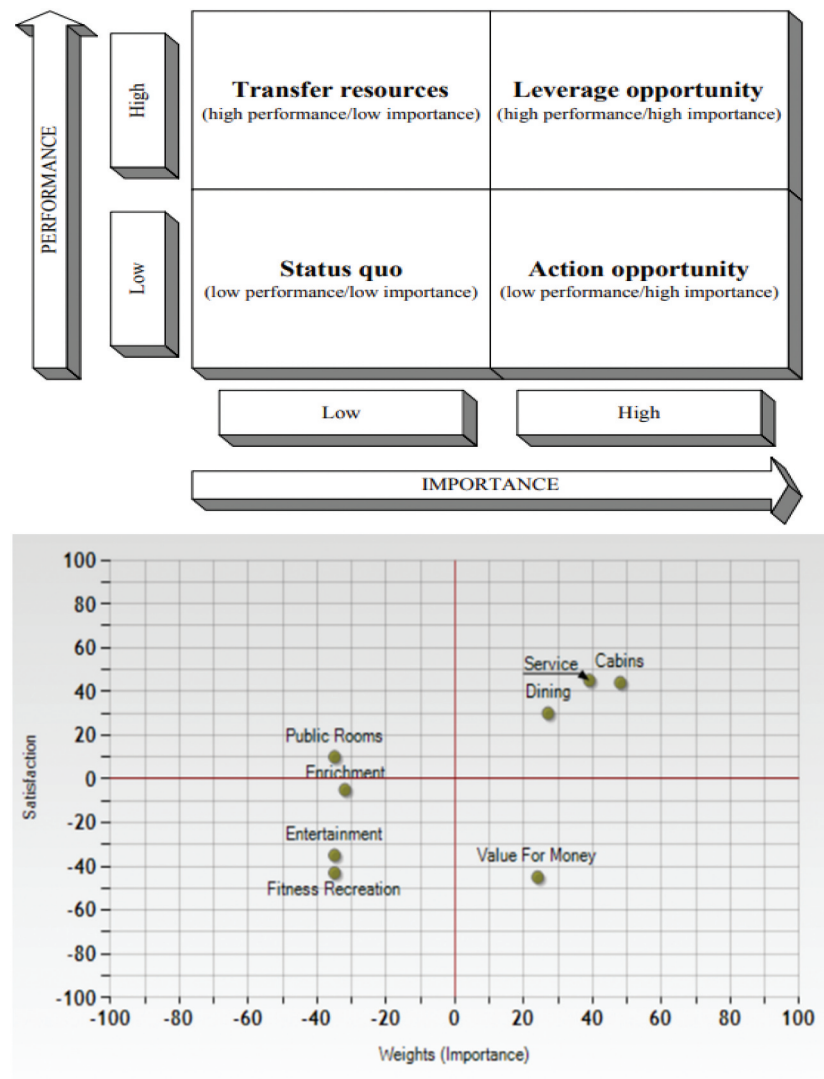 PERFORMANCE
High
Low
Transfer resources
(high performance/low importance)
Leverage opportunity
(high performance/high importance)
Status quo
(low performance/low importance)
Action opportunity
(low performance/high importance)
Low
High
IMPORTANCE
100
80
60
40
20
0
-20
-40
-60
-80
-100
Satisfaction
Service
Cabins
Dining
Public Rooms
Enrichment
Entertainment
Value For Money
Fitness Recreation
-100
-80
-60
-40
-20
0
20
40
60
80
100
Weights (Importance)